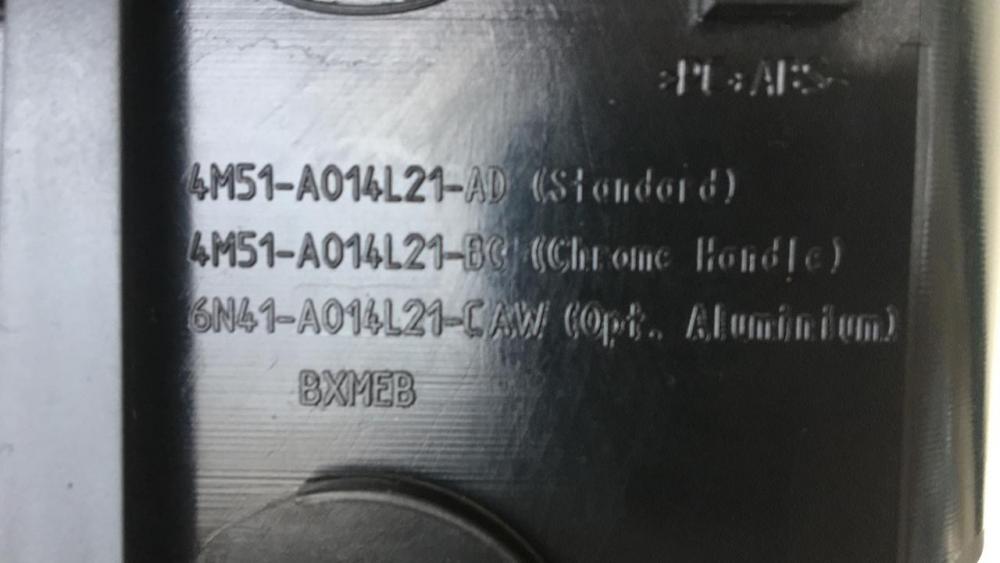 >PC+ABS<
4M51-A014L21-AD (Standard)
4M51-A014L21-BC (Chrome Handle)
6N41-A014L21-CAW (Opt. Aluminium)
BXMEB